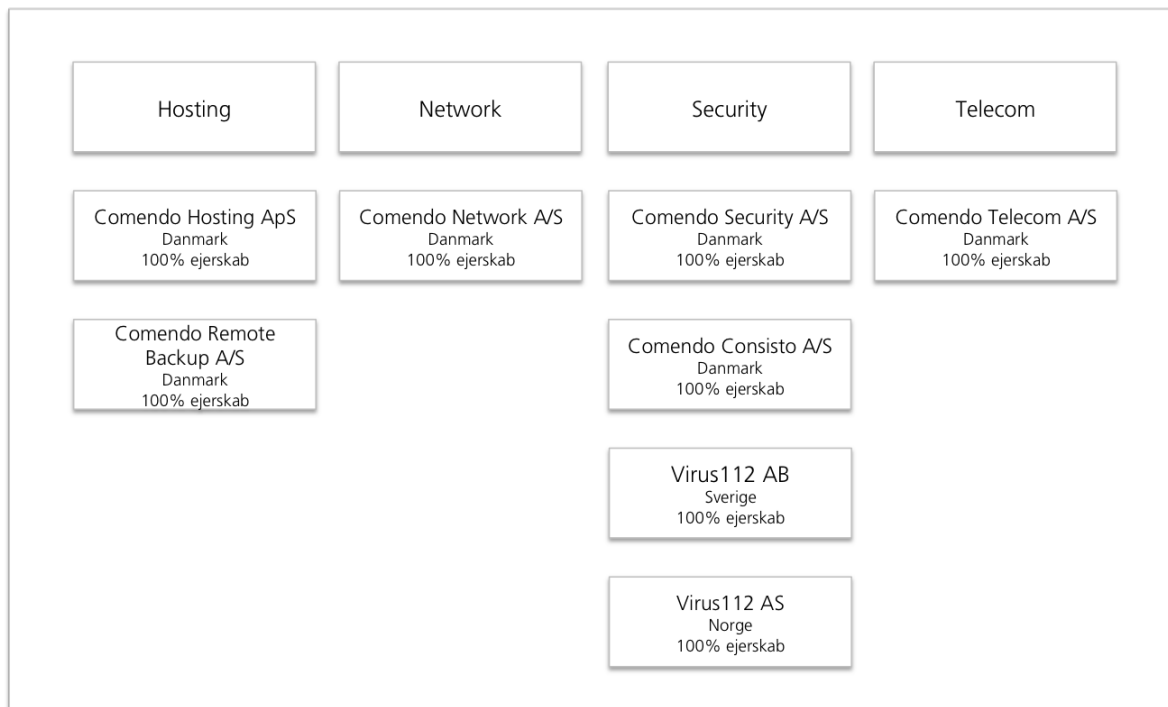 Hosting
Network
Security
Telecom
Comendo Hosting ApS
Danmark
100% ejerskab
Comendo Network A/S
Danmark
100% ejerskab
Comendo Security A/S
Danmark
100% ejerskab
Comendo Telecom A/S
Danmark
100% ejerskab
Comendo Remote
Backup A/S
Danmark
100% ejerskab
Comendo Consisto A/S
Danmark
100% ejerskab
Virus112 AB
Sverige
100% ejerskab
Virus112 AS
Norge
100% ejerskab